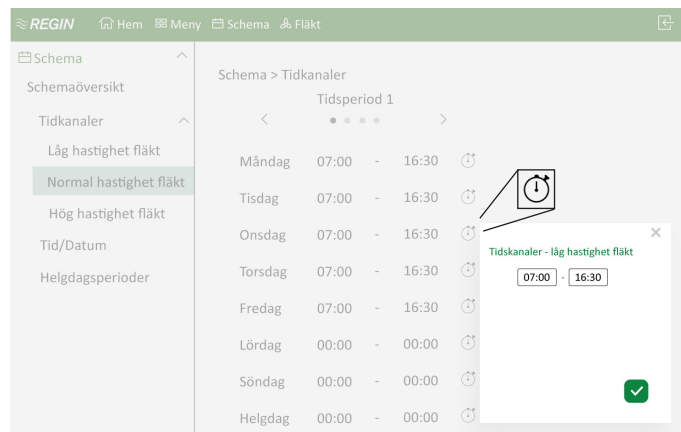 REGIN Hem Meny Schema Fläkt
Schema
Schemaöversikt
Tidkanaler
Låg hastighet fläkt
Normal hastighet fläkt
Hög hastighet fläkt
Tid/Datum
Helgdagsperioder
Schema > Tidkanaler
Tidsperiod 1
< >
Måndag 07:00 - 16:30
Tisdag 07:00 - 16:30
Onsdag 07:00 - 16:30
Torsdag 07:00 - 16:30
Fredag 07:00 - 16:30
Lördag 00:00 - 00:00
Söndag 00:00 - 00:00
Helgdag 00:00 - 00:00
Tidskanaler - låg hastighet fläkt
07:00 - 16:30